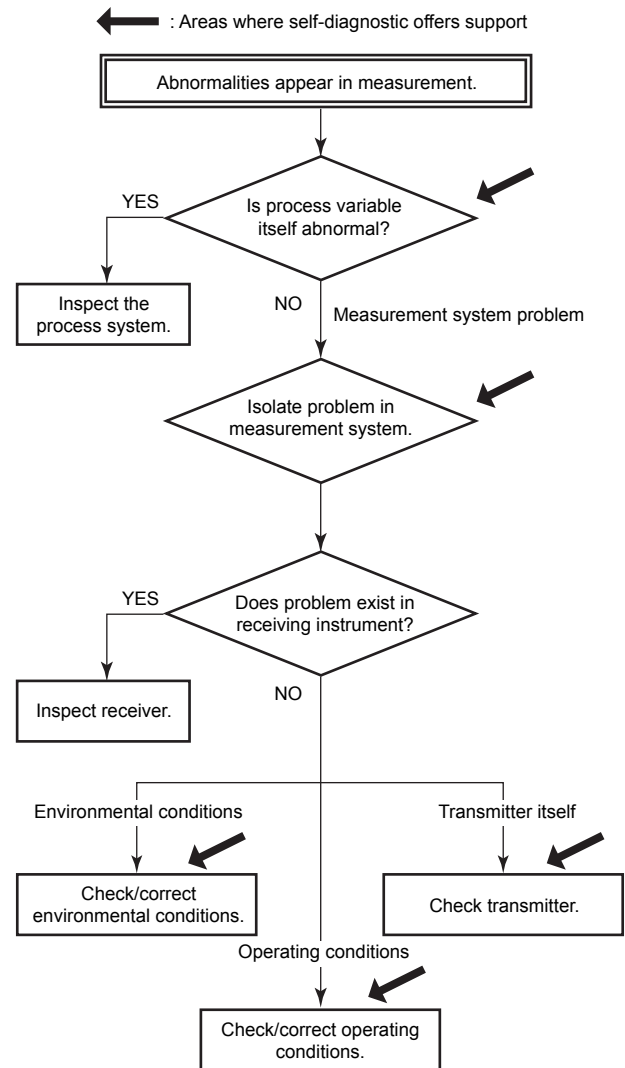 : Areas where self-diagnostic offers support
Abnormalities appear in measurement.
YES
Is process variable
itself abnormal?
Inspect the
process system.
NO
Measurement system problem
Isolate problem in
measurement system.
YES
Does problem exist in
receiving instrument?
Inspect receiver.
NO
Environmental conditions
Transmitter itself
Check/correct
environmental conditions.
Check transmitter.
Operating conditions
Check/correct operating
conditions.